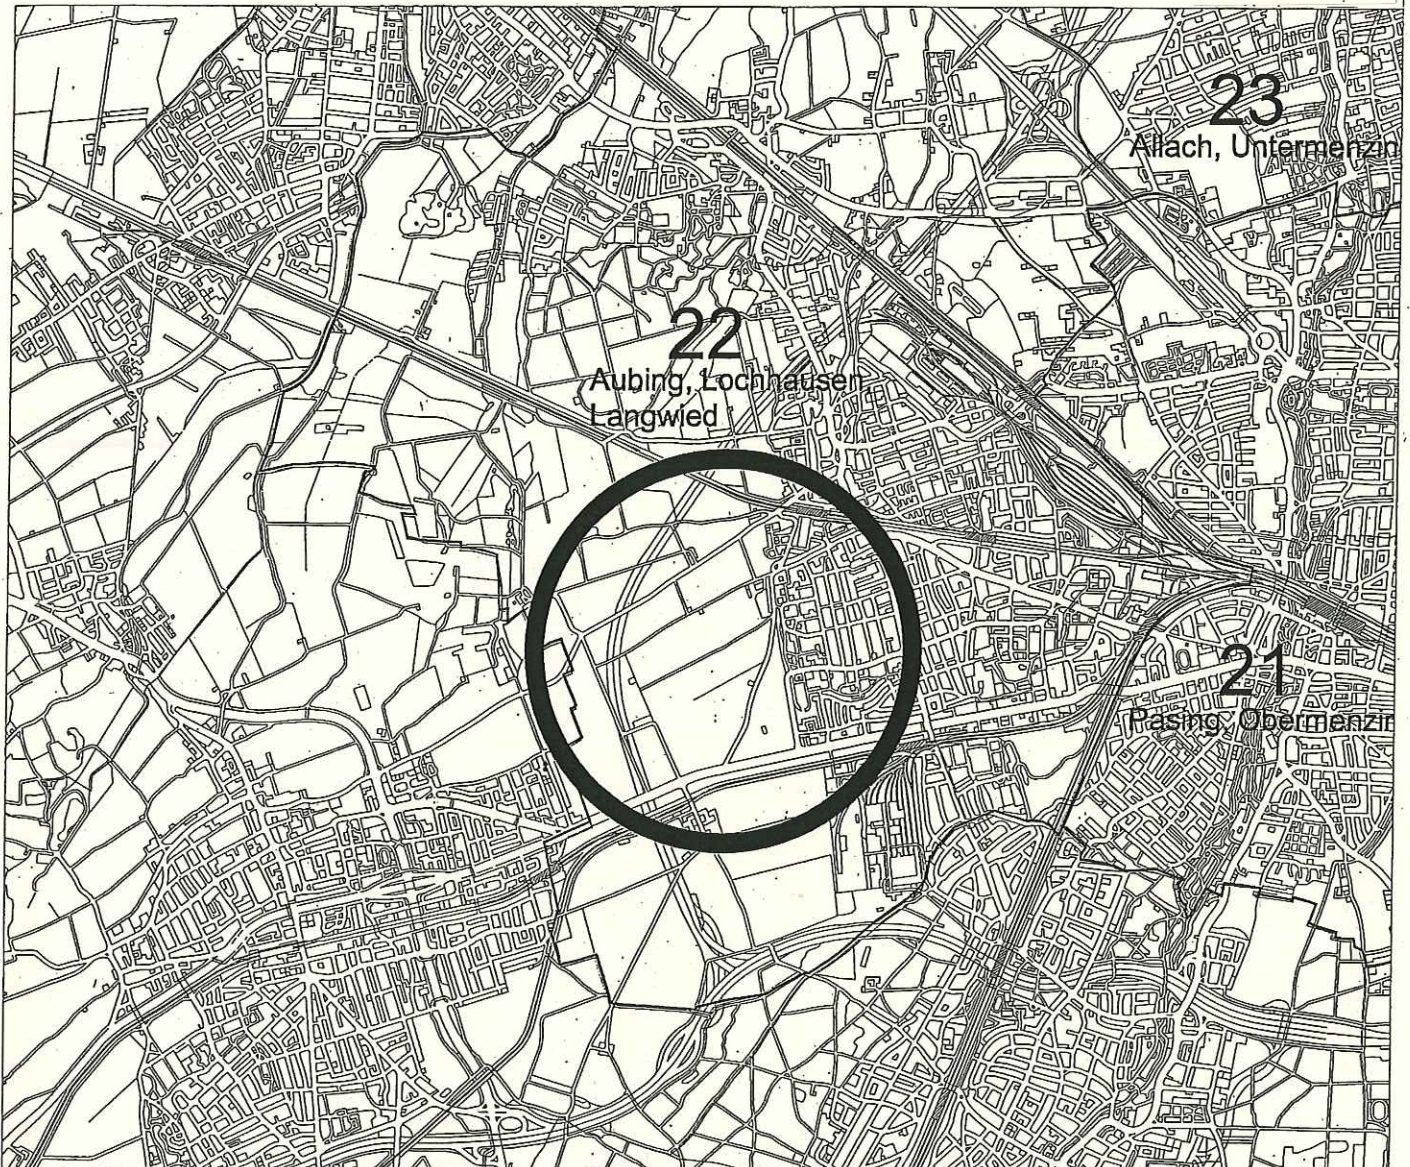 23
Allach, Untermenzin
22
Aubing, Lochhausen,
Langwied
21
Pasing, Obermenzin